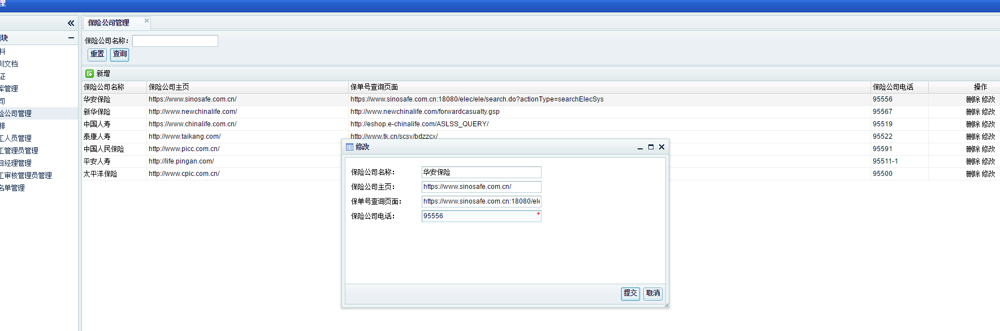 理
保险公司管理
块
保险公司名称：
料
重置 查询
训文档
证
新增
库管理
保险公司名称 保险公司主页 保单号查询页面 保险公司电话 操作
司
华安保险 https://www.sinosafe.com.cn/ https://www.sinosafe.com.cn:18080/elec/ele/search.do?actionType=searchElecSys 95556 删除 修改
险公司管理
新华保险 http://www.newchinalife.com/ http://www.newchinalife.com/forwardcasualty.gsp 95567 删除 修改
排
中国人寿 https://www.chinalife.com.cn/ http://eshop.e-chinalife.com/ASLSS_QUERY/ 95519 删除 修改
工人员管理
泰康人寿 http://www.taikang.com/ http://www.tk.cn/scsy/bdzzcx/ 95522 删除 修改
工管理员管理
中国人民保险 http://www.picc.com.cn/ 95591 删除 修改
目经理管理
平安人寿 http://life.pingan.com/ 95511-1 删除 修改
工审核管理员管理
太平洋保险 http://www.cpic.com.cn/ 95500 删除 修改
名单管理
修改
保险公司名称： 华安保险
保险公司主页： https://www.sinosafe.com.cn/
保单号查询页面： https://www.sinosafe.com.cn:18080/ele
保险公司电话： 95556 *
提交 取消